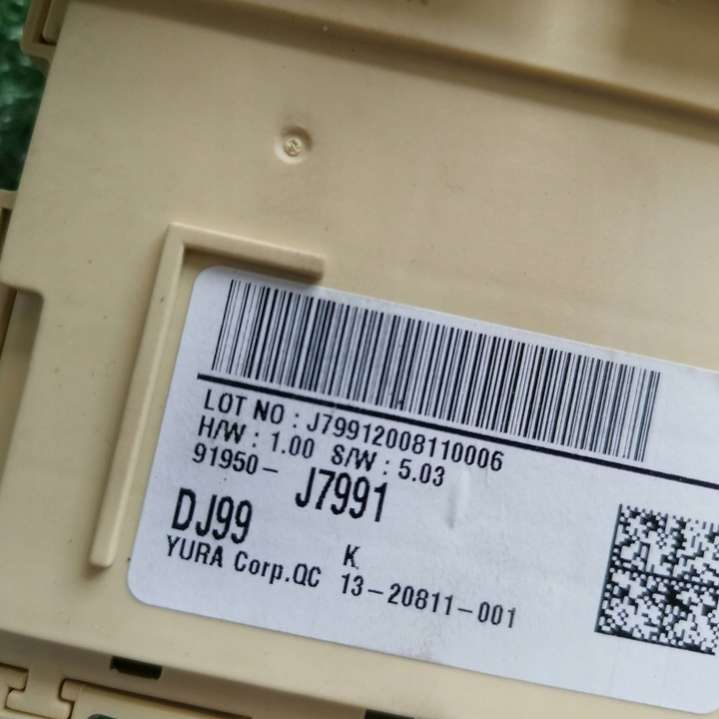 LOT NO : J79912008110006
H/W : 1.00 S/W : 5.03
91950- J7991
DJ99 K
YURA Corp.QC 13-20811-001